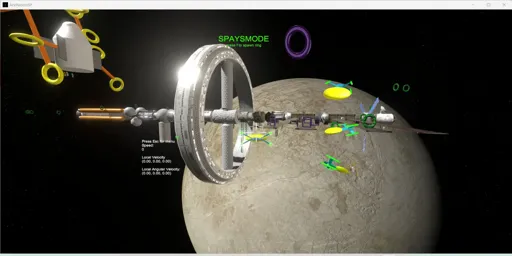 SPAYSMODE
Press Esc for Menu
Speed:
0
Local Velocity
(0.00, 0.00, 0.00)
Local Angular Velocity
(0.00, 0.00, 0.00)